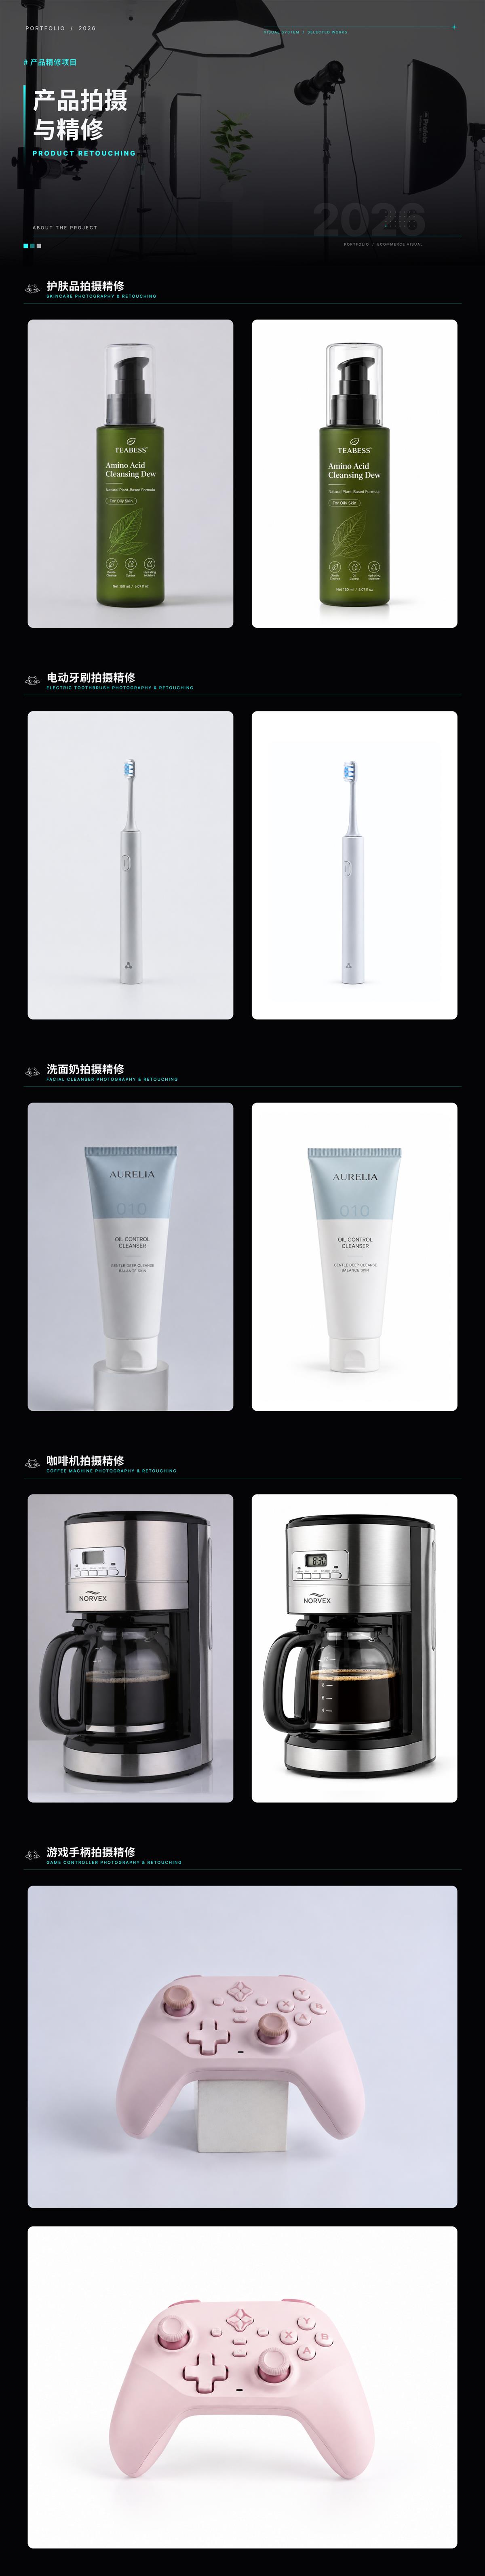 PORTFOLIO / 2026
VISUAL SYSTEM / SELECTED WORKS
# 产品精修项目
产品拍摄
与精修
PRODUCT RETOUCHING
2026
ABOUT THE PROJECT
PORTFOLIO / ECOMMERCE VISUAL
护肤品拍摄精修
SKINCARE PHOTOGRAPHY & RETOUCHING
TEABESS
Amino Acid
Cleansing Dew
Natural Plant-Based Formula
For Oily Skin
TEABESS
Amino Acid
Cleansing Dew
Natural Plant-Based Formula
For Oily Skin
电动牙刷拍摄精修
ELECTRIC TOOTHBRUSH PHOTOGRAPHY & RETOUCHING
洗面奶拍摄精修
FACIAL CLEANSER PHOTOGRAPHY & RETOUCHING
AURELIA
010
OIL CONTROL
CLEANSER
GENTLE DEEP CLEANSE
BALANCE SKIN
AURELIA
010
OIL CONTROL
CLEANSER
GENTLE DEEP CLEANSE
BALANCE SKIN
咖啡机拍摄精修
COFFEE MACHINE PHOTOGRAPHY & RETOUCHING
NORVEX
NORVEX
游戏手柄拍摄精修
GAME CONTROLLER PHOTOGRAPHY & RETOUCHING
Y
X
B
A
Y
X
B
A